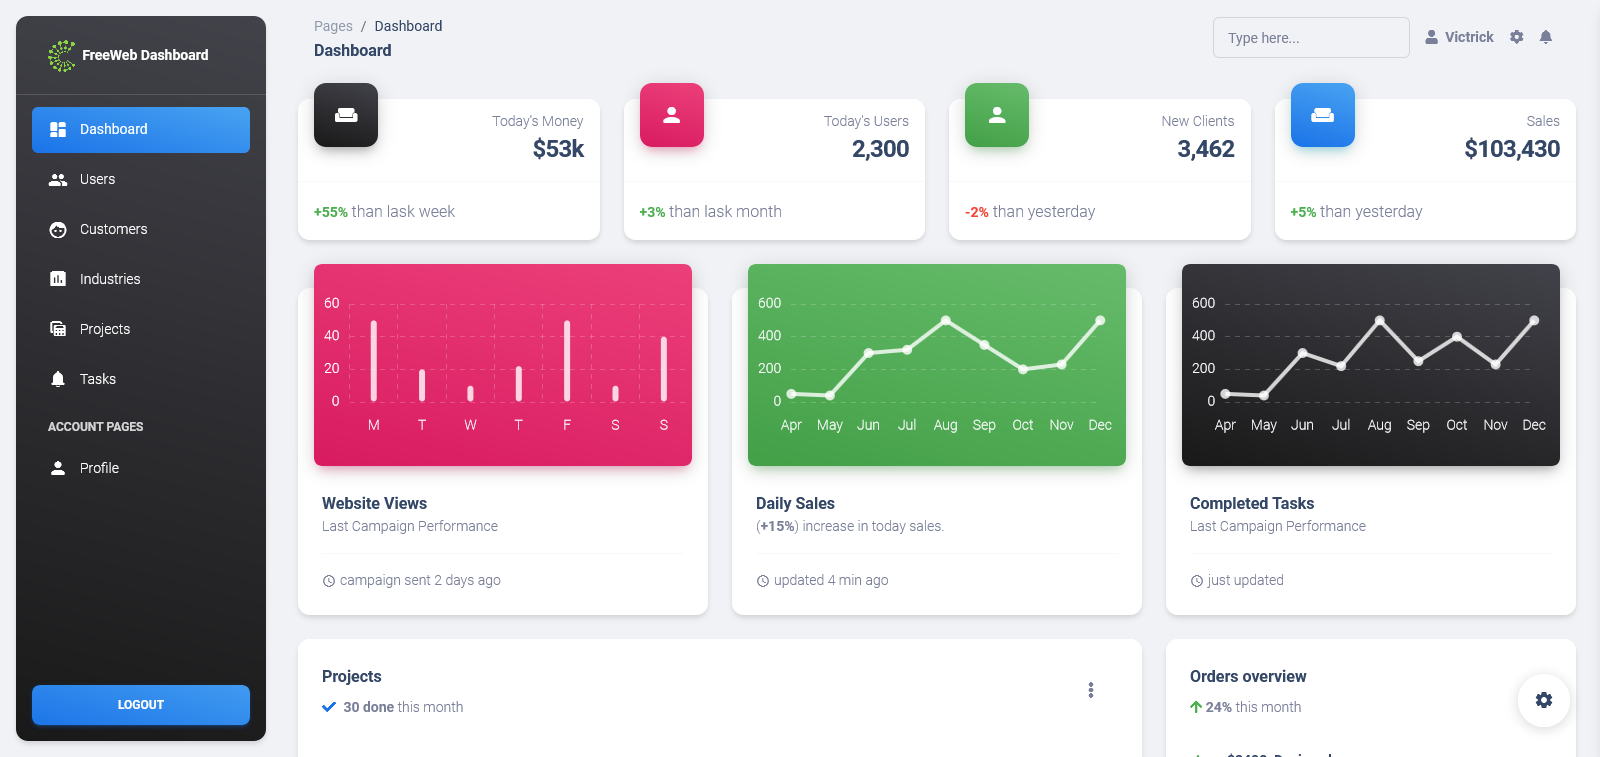 FreeWeb Dashboard
Dashboard
Users
Customers
Industries
Projects
Tasks
ACCOUNT PAGES
Profile
LOGOUT
Pages / Dashboard
Dashboard
Type here...
Victrick
Today's Money
$53k
+55% than lask week
Today's Users
2,300
+3% than lask month
New Clients
3,462
-2% than yesterday
Sales
$103,430
+5% than yesterday
60
40
20
0
M T W T F S S
Website Views
Last Campaign Performance
campaign sent 2 days ago
600
400
200
0
Apr May Jun Jul Aug Sep Oct Nov Dec
Daily Sales
(+15%) increase in today sales.
updated 4 min ago
600
400
200
0
Apr May Jun Jul Aug Sep Oct Nov Dec
Completed Tasks
Last Campaign Performance
just updated
Projects
30 done this month
Orders overview
24% this month